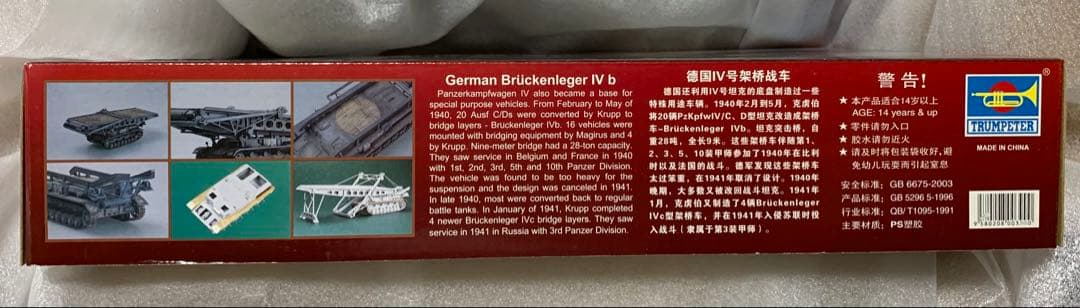 German Brückenleger IV b
Panzerkampfwagen IV also became a base for
special purpose vehicles. From February to May of
1940, 20 Ausf C/Ds were converted by Krupp to
bridge layers - Brückenleger IVb. 16 vehicles were
mounted with bridging equipment by Magirus and 4
by Krupp. Nine-meter bridge had a 28-ton capacity.
They saw service in Belgium and France in 1940
with 1st, 2nd, 3rd, 5th and 10th Panzer Division.
The vehicle was found to be too heavy for the
suspension and the design was canceled in 1941.
In late 1940, most were converted back to regular
battle tanks. In January of 1941, Krupp completed
4 newer Brückenleger IVc bridge layers. They saw
service in 1941 in Russia with 3rd Panzer Division.
德国IV号架桥战车
德国还利用IV号坦克的底盘制造过一些
特殊用途车辆。1940年2月到5月，克虏伯
将20辆PzKpfwIV/C、D型坦克改造成架桥
车-Brückenleger IVb。坦克突击桥，自
重28吨，全长9米。这些架桥车伴随第1、
2、3、5、10装甲师参加了1940年在比利
时以及法国的战斗。德军发现这些架桥车
太过笨重，在1941年取消了设计。1940年
晚期，大多数又被改回战斗坦克。1941年
1月，克虏伯又制造了4辆Brückenleger
IVc型架桥车，并在1941年入侵苏联时投
入战斗（隶属于第3装甲师）。
警告!
★ 本产品适合14岁以上
AGE: 14 years & up
★ 零件请勿入口
★ 胶水请勿近火
★ 请及时将包装袋收好,避
免幼儿玩耍而引起窒息
安全标准: GB 6675-2003
产品标准: GB 5296 5-1996
行业标准: QB/T1095-1991
主要材质: PS塑胶
TRUMPETER
®
MADE IN CHINA